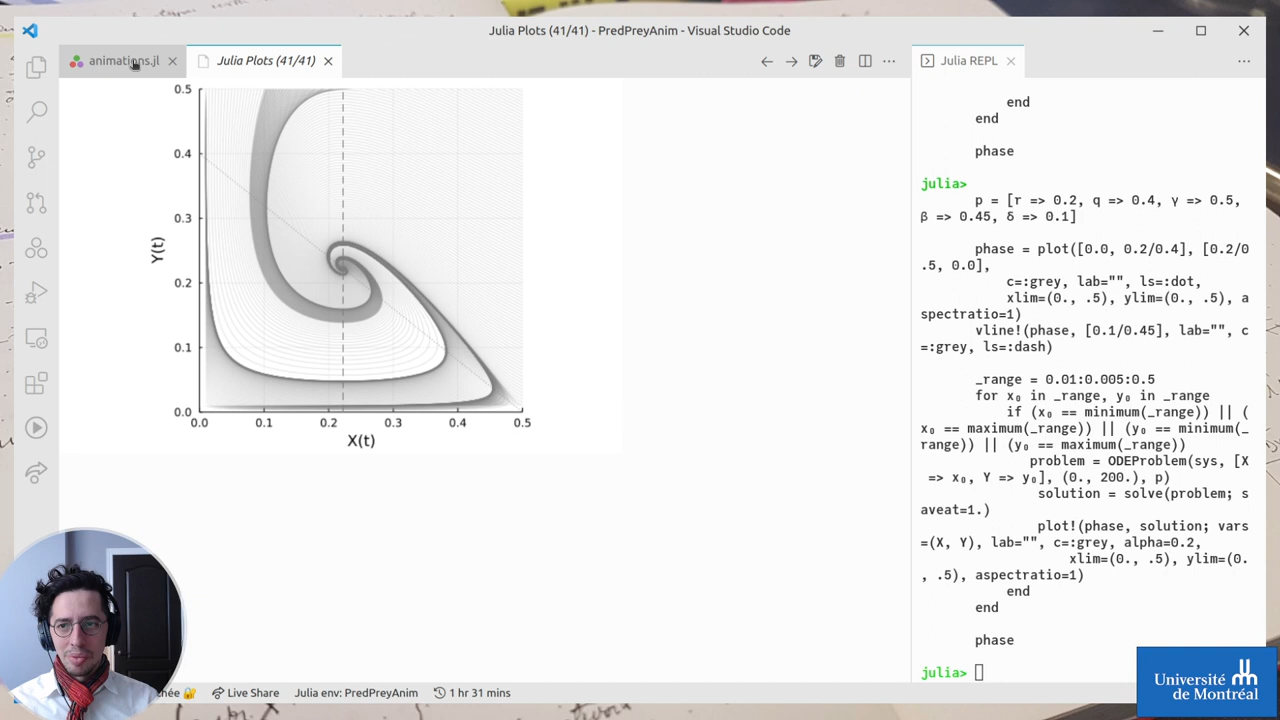 Julia Plots (41/41) - PredPreyAnim - Visual Studio Code
animations.jl
Julia Plots (41/41)
Julia REPL
0.5
0.4
0.3
0.2
0.1
0.0
Y(t)
0.0 0.1 0.2 0.3 0.4 0.5
X(t)
end
end
phase
julia>
p = [r => 0.2, q => 0.4, γ => 0.5,
β => 0.45, δ => 0.1]
phase = plot([0.0, 0.2/0.4], [0.2/0
.5, 0.0],
c=:grey, lab="", ls=:dot,
xlim=(0., .5), ylim=(0., .5), a
spectratio=1)
vline!(phase, [0.1/0.45], lab="", c
=:grey, ls=:dash)
_range = 0.01:0.005:0.5
for x₀ in _range, y₀ in _range
if (x₀ == minimum(_range)) || (
x₀ == maximum(_range)) || (y₀ == minimum(_
range)) || (y₀ == maximum(_range))
problem = ODEProblem(sys, [X
=> x₀, Y => y₀], (0., 200.), p)
solution = solve(problem; s
aveat=1.)
plot!(phase, solution; vars
=(X, Y), lab="", c=:grey, alpha=0.2,
xlim=(0., .5), ylim=(0.
, .5), aspectratio=1)
end
end
phase
julia>
Live Share
Julia env: PredPreyAnim
1 hr 31 mins
Université
de Montréal